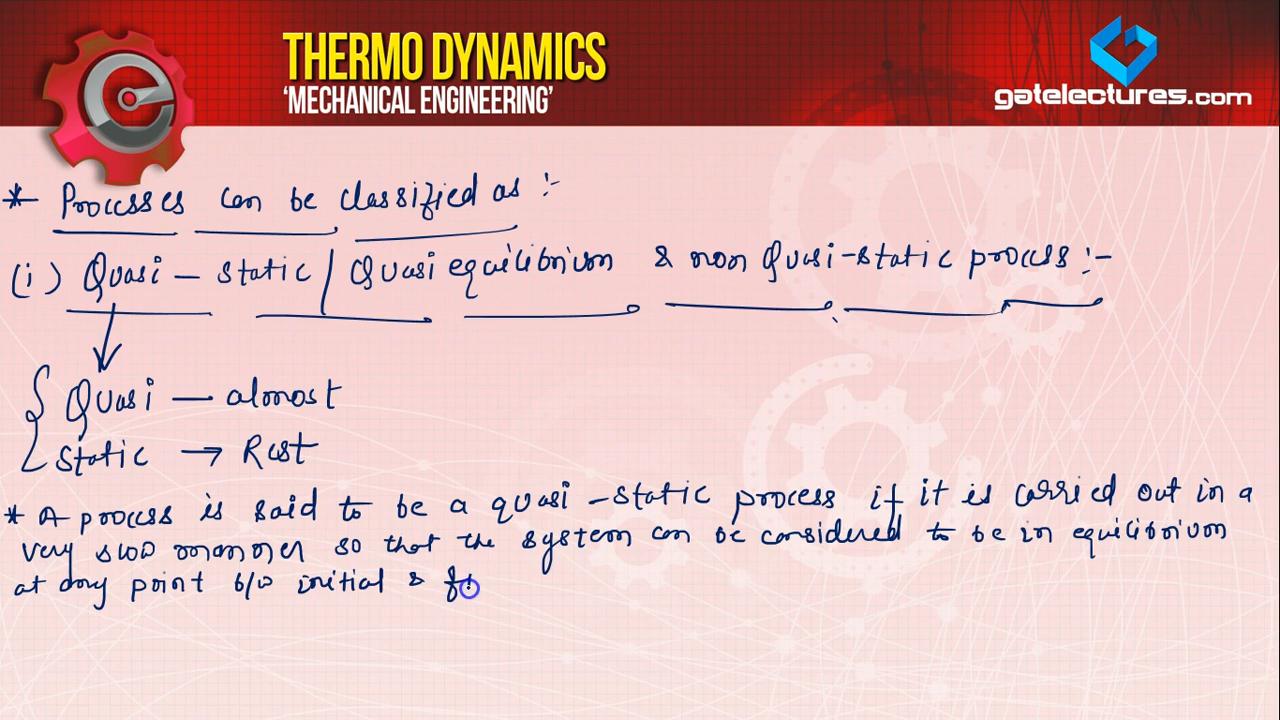 THERMO DYNAMICS
'MECHANICAL ENGINEERING'
gatelectures.com
* Processes can be classified as :-
(i) Quasi - static / Quasi equilibrium & non Quasi-static process :-
Quasi — almost
static → Rest
* A process is said to be a quasi -static process if it is carried out in a
very slow manner so that the system can be considered to be in equilibrium
at any point b/w initial & fi